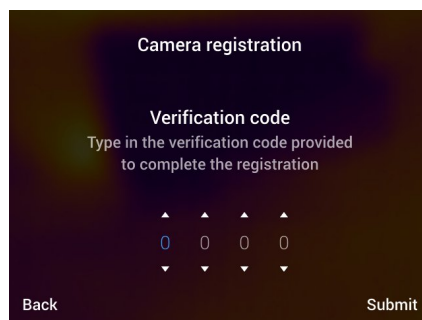 Camera registration
Verification code
Type in the verification code provided
to complete the registration
0 0 0 0
Back Submit